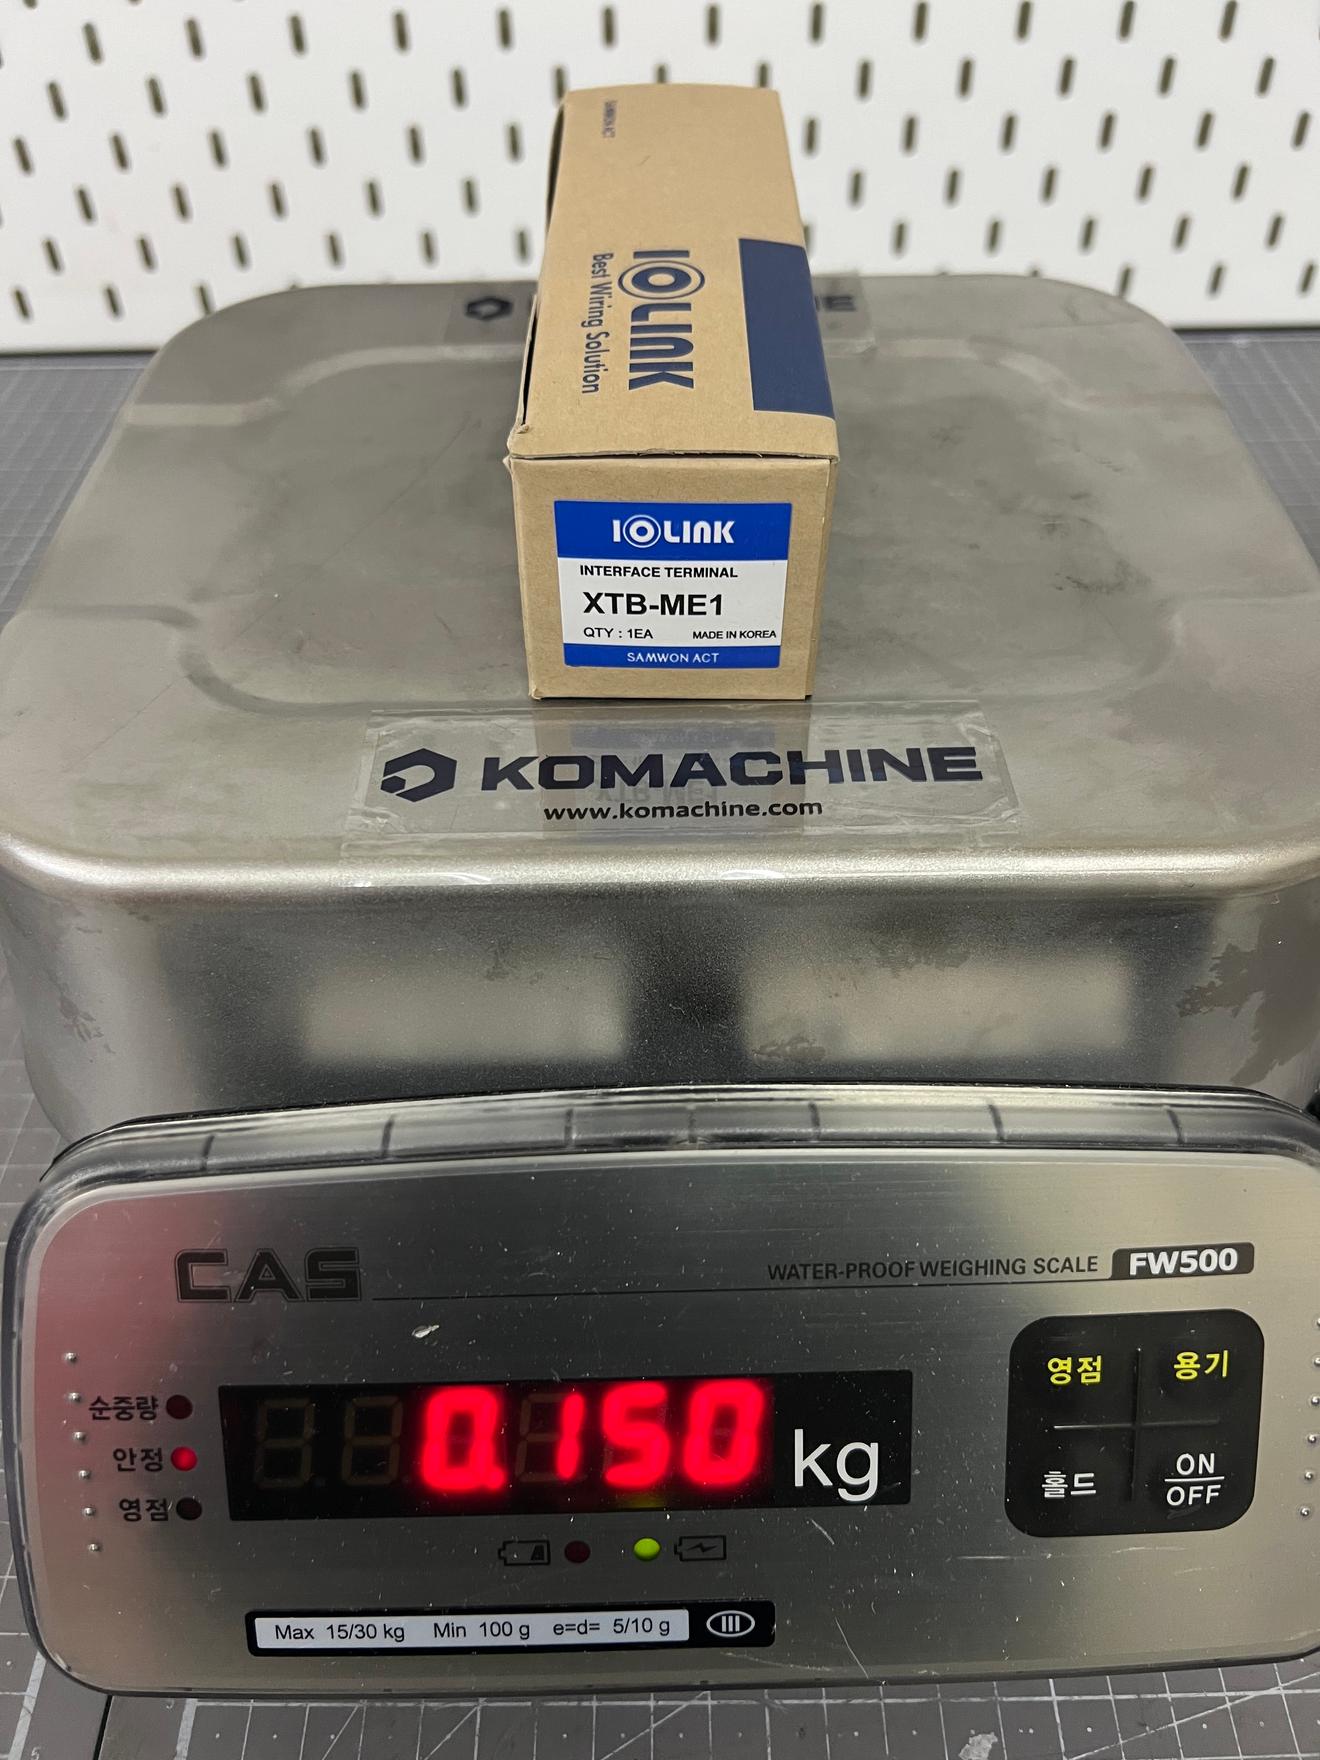 SAMWON ACT
IOLINK
Best Wiring Solution
IOLINK
INTERFACE TERMINAL
XTB-ME1
QTY : 1EA MADE IN KOREA
SAMWON ACT
KOMACHINE
www.komachine.com
CAS
WATER-PROOF WEIGHING SCALE FW500
순중량
안정
영점
0.150 kg
영점 용기
홀드 ON OFF
Max 15/30 kg Min 100 g e=d= 5/10 g III